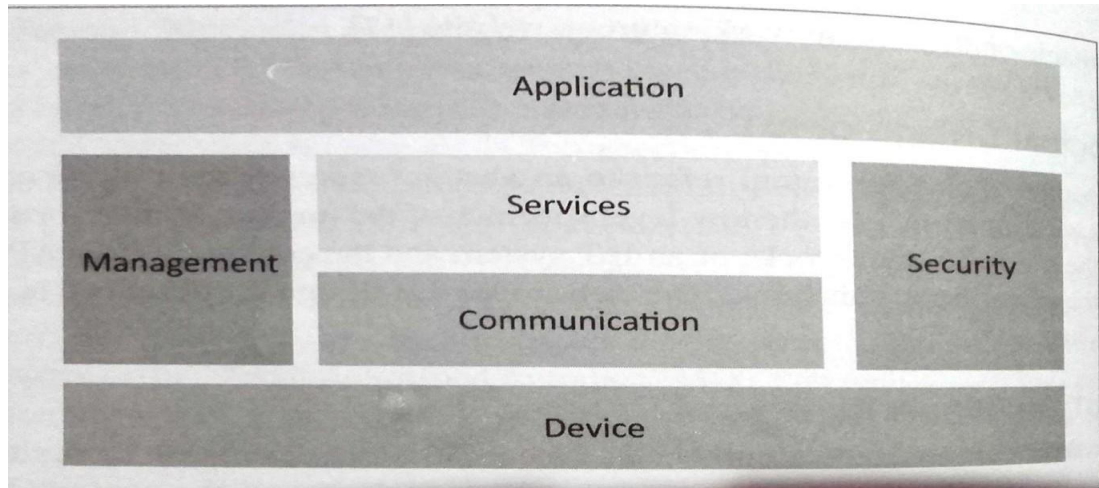 Application
Services
Management
Security
Communication
Device